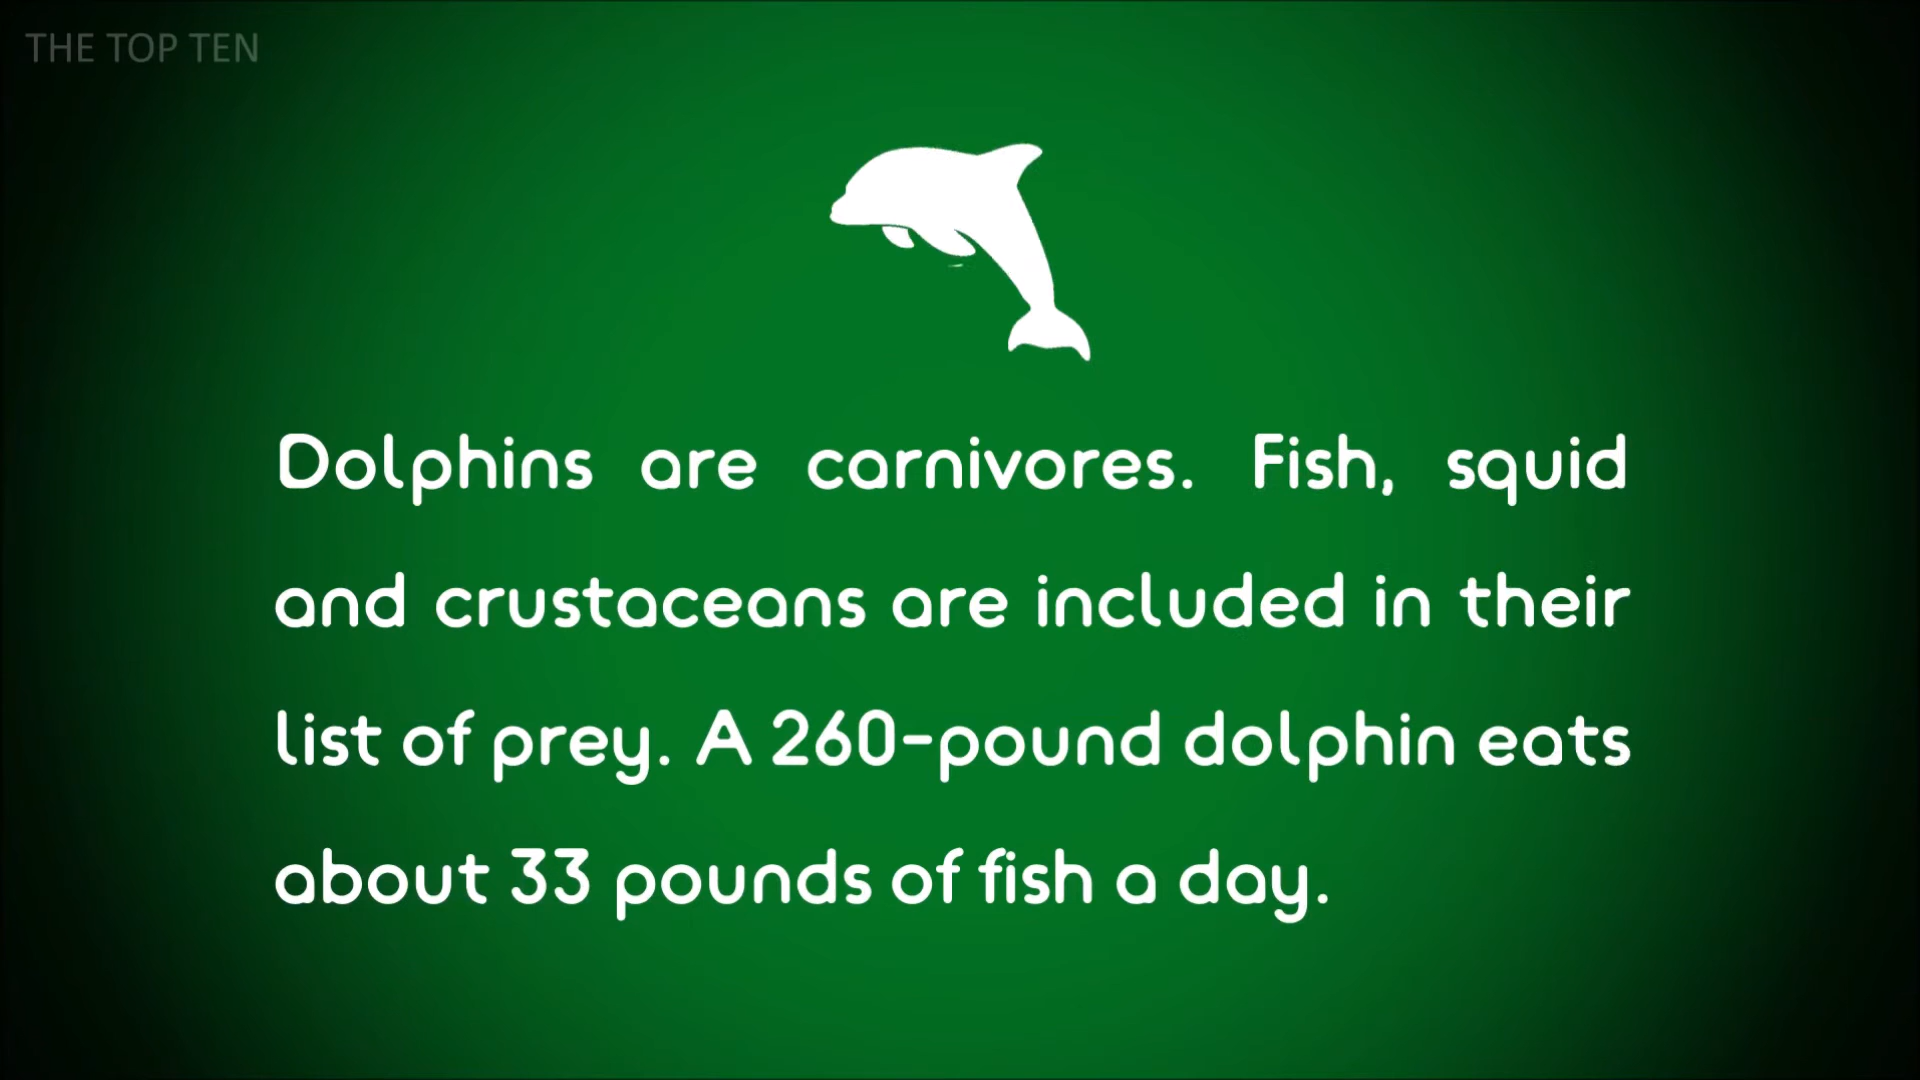 THE TOP TEN
Dolphins are carnivores. Fish, squid
and crustaceans are included in their
list of prey. A 260-pound dolphin eats
about 33 pounds of fish a day.